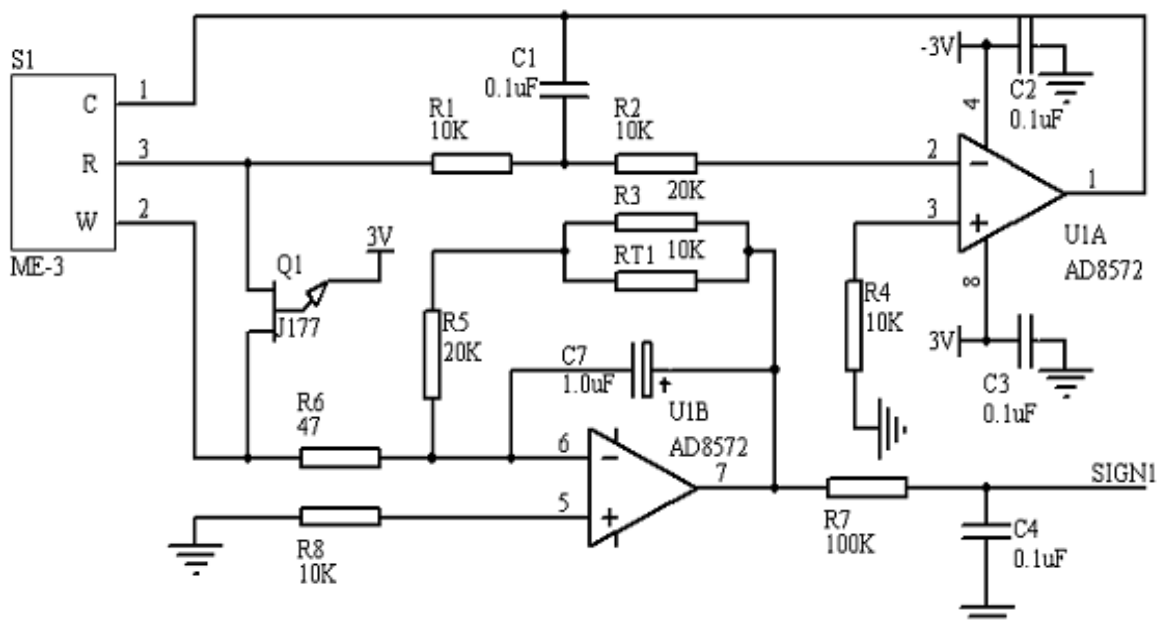 S1
C
1
R
3
W
2
ME-3
C1
0.1uF
R1
10K
R2
10K
-3V
C2
0.1uF
4
2
3
1
8
U1A
AD8572
20K
R3
10K
RT1
3V
Q1
J177
R5
20K
R4
10K
3V
C3
0.1uF
C7
1.0uF
+
U1B
AD8572
R6
47
6
5
7
R8
10K
R7
100K
SIGN1
C4
0.1uF